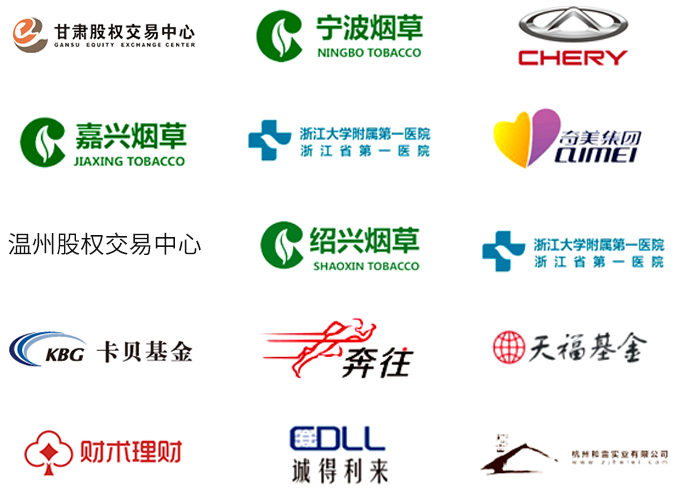 甘肃股权交易中心
GANSU EQUITY EXCHANGE CENTER
宁波烟草
NINGBO TOBACCO
CHERY
嘉兴烟草
JIAXING TOBACCO
浙江大学附属第一医院
浙江省第一医院
奇美集团
QIMEI
温州股权交易中心
绍兴烟草
SHAOXIN TOBACCO
浙江大学附属第一医院
浙江省第一医院
KBG 卡贝基金
奔往
天福基金
财术理财
EDLL
诚得利来
杭州和雷实业有限公司